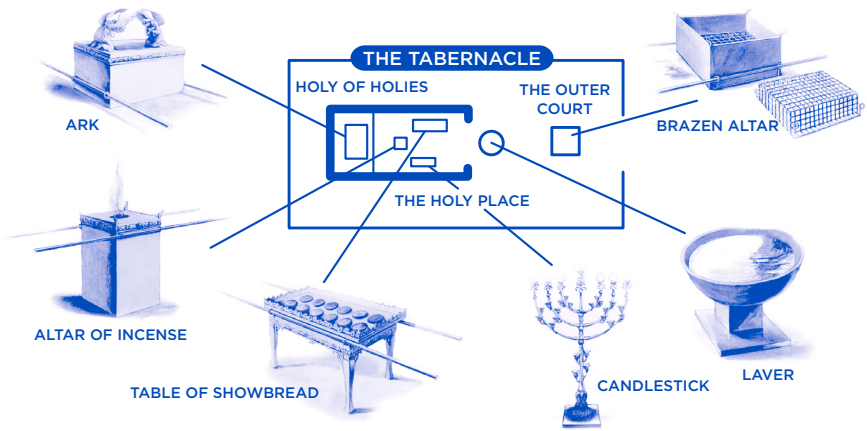 THE TABERNACLE
HOLY OF HOLIES
THE OUTER
COURT
ARK
BRAZEN ALTAR
THE HOLY PLACE
ALTAR OF INCENSE
TABLE OF SHOWBREAD
CANDLESTICK
LAVER